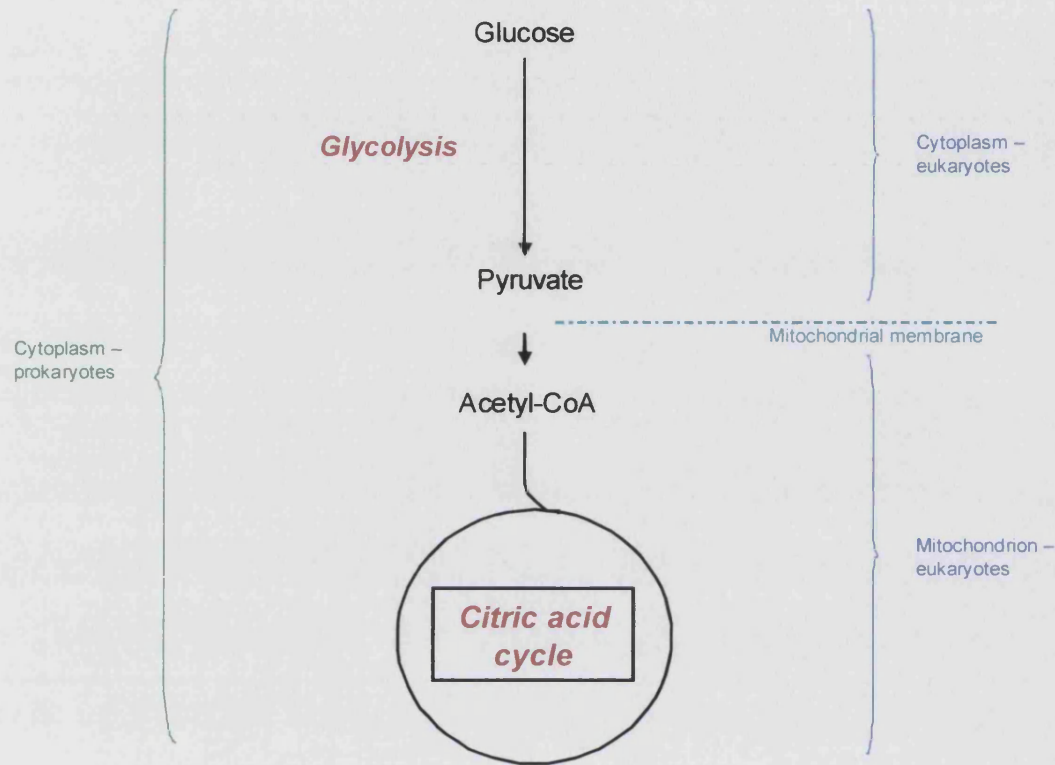 Glucose
Glycolysis
Cytoplasm –
eukaryotes
Pyruvate
Mitochondrial membrane
Cytoplasm –
prokaryotes
Acetyl-CoA
Mitochondrion –
eukaryotes
Citric acid
cycle